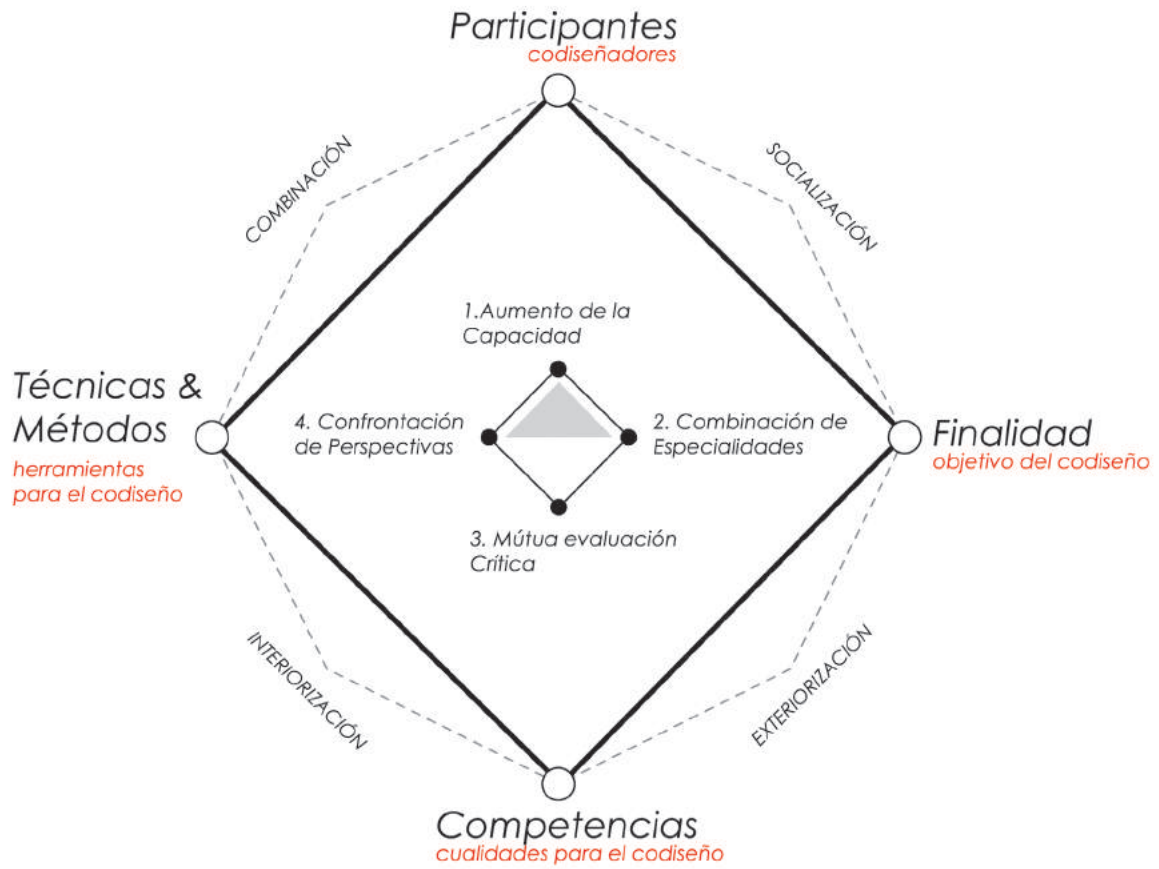 Participantes
codiseñadores
COMBINACIÓN
SOCIALIZACIÓN
1.Aumento de la
Capacidad
Técnicas &
Métodos
herramientas
para el codiseño
4. Confrontación
de Perspectivas
2. Combinación de
Especialidades
Finalidad
objetivo del codiseño
3. Mútua evaluación
Crítica
INTERIORIZACIÓN
EXTERIORIZACIÓN
Competencias
cualidades para el codiseño